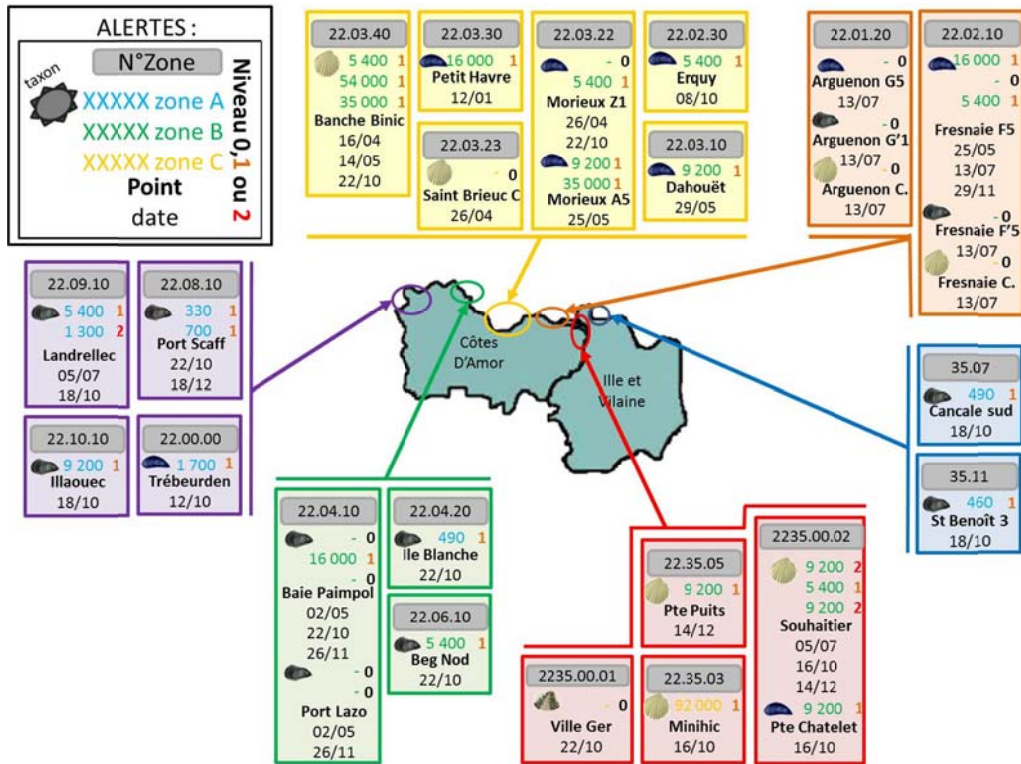 ALERTES :
N°Zone
taxon
XXXXX zone A
XXXXX zone B
XXXXX zone C
Point
date
Niveau 0,1 ou 2
22.03.40
5 400 1
54 000 1
35 000 1
Banche Binic
16/04
14/05
22/10
22.03.30
16 000 1
Petit Havre
12/01
22.03.23
- 0
Saint Brieuc C
26/04
22.03.22
- 0
5 400 1
Morieux Z1
26/04
22/10
9 200 1
35 000 1
Morieux A5
25/05
22.02.30
5 400 1
Erquy
08/10
22.03.10
9 200 1
Dahouët
29/05
22.01.20
- 0
Arguenon G5
13/07
- 0
Arguenon G'1
13/07
- 0
Arguenon C.
13/07
22.02.10
16 000 1
- 0
5 400 1
Fresnaie F5
25/05
13/07
29/11
- 0
Fresnaie F'5
13/07
- 0
Fresnaie C.
13/07
22.09.10
5 400 1
1 300 2
Landrellec
05/07
18/10
22.08.10
330 1
700 1
Port Scaff
22/10
18/12
22.10.10
9 200 1
Illaouec
18/10
22.00.00
1 700 1
Trébeurden
12/10
Côtes
D'Amor
Ille et
Vilaine
35.07
490 1
Cancale sud
18/10
35.11
460 1
St Benoît 3
18/10
22.04.10
- 0
16 000 1
- 0
Baie Paimpol
02/05
22/10
26/11
- 0
- 0
Port Lazo
02/05
26/11
22.04.20
490 1
Ile Blanche
22/10
22.06.10
5 400 1
Beg Nod
22/10
22.35.05
9 200 1
Pte Puits
14/12
2235.00.02
9 200 2
5 400 1
9 200 2
Souhaitier
05/07
16/10
14/12
9 200 1
Pte Chatelet
16/10
2235.00.01
- 0
Ville Ger
22/10
22.35.03
92 000 1
Minihic
16/10